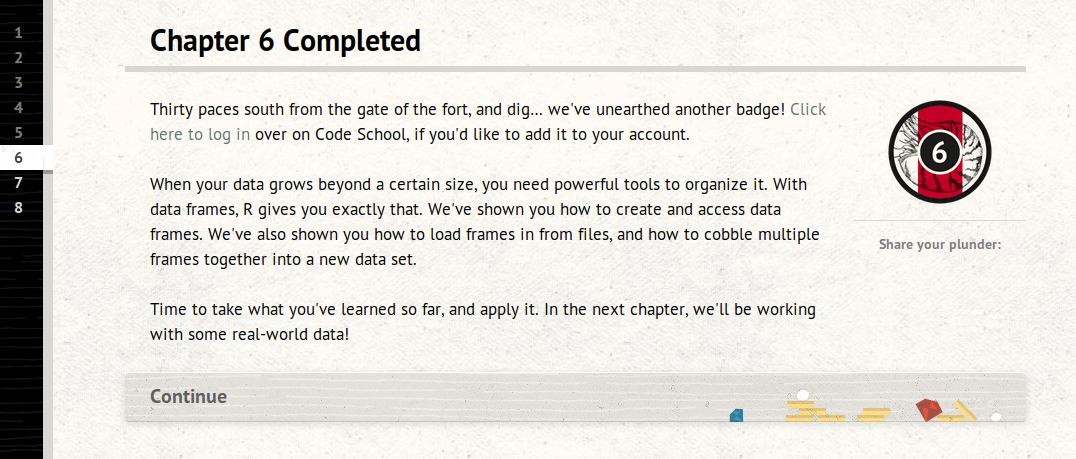 1
2
3
4
5
6
7
8
Chapter 6 Completed
Thirty paces south from the gate of the fort, and dig... we've unearthed another badge! Click
here to log in over on Code School, if you'd like to add it to your account.
When your data grows beyond a certain size, you need powerful tools to organize it. With
data frames, R gives you exactly that. We've shown you how to create and access data
frames. We've also shown you how to load frames in from files, and how to cobble multiple
frames together into a new data set.
Time to take what you've learned so far, and apply it. In the next chapter, we'll be working
with some real-world data!
6
Share your plunder:
Continue